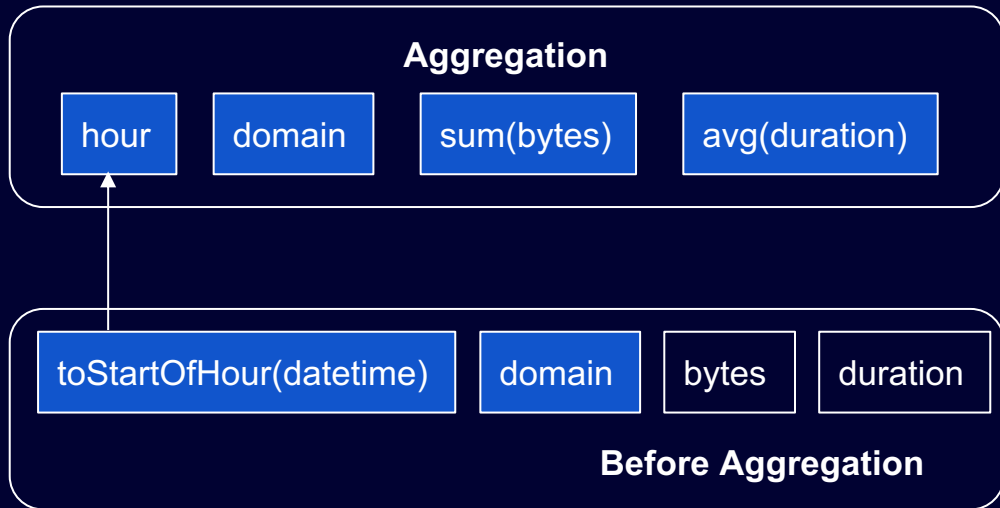 Aggregation
hour domain sum(bytes) avg(duration)
toStartOfHour(datetime) domain bytes duration
Before Aggregation